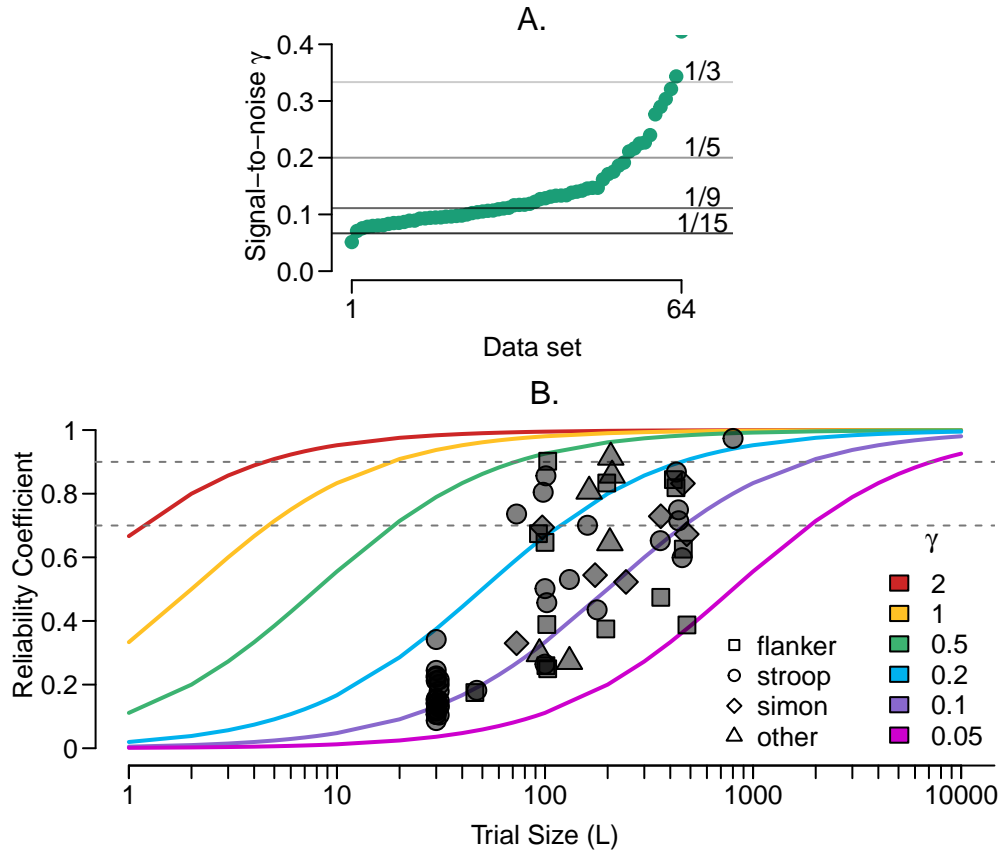 A.
Signal−to−noise γ
0.4
0.3
0.2
0.1
0.0
1/3
1/5
1/9
1/15
1
64
Data set
B.
Reliability Coefficient
1
0.8
0.6
0.4
0.2
0
γ
2
1
0.5
0.2
0.1
0.05
flanker
stroop
simon
other
1
10
100
1000
10000
Trial Size (L)